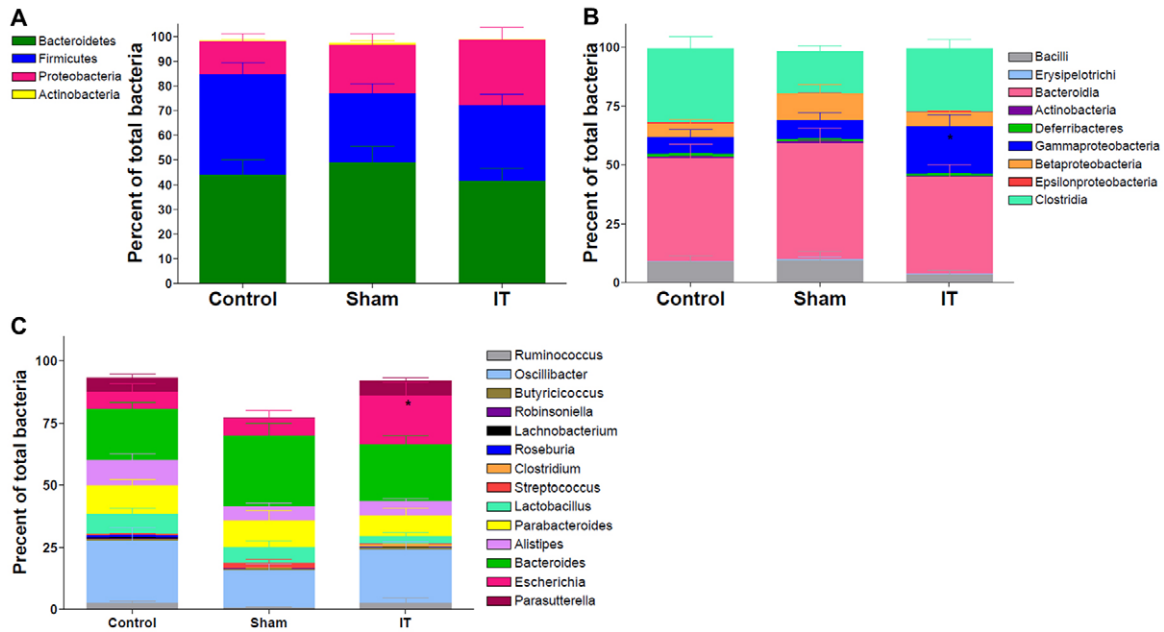 A
Bacteroidetes
Firmicutes
Proteobacteria
Actinobacteria
Percent of total bacteria
100
90
80
70
60
50
40
30
20
10
0
Control Sham IT
B
Precent of total bacteria
100
75
50
25
0
Control Sham IT
*
Bacilli
Erysipelotrichi
Bacteroidia
Actinobacteria
Deferribacteres
Gammaproteobacteria
Betaproteobacteria
Epsilonproteobacteria
Clostridia
C
Precent of total bacteria
100
75
50
25
0
Control Sham IT
*
Ruminococcus
Oscillibacter
Butyricicoccus
Robinsoniella
Lachnobacterium
Roseburia
Clostridium
Streptococcus
Lactobacillus
Parabacteroides
Alistipes
Bacteroides
Escherichia
Parasutterella